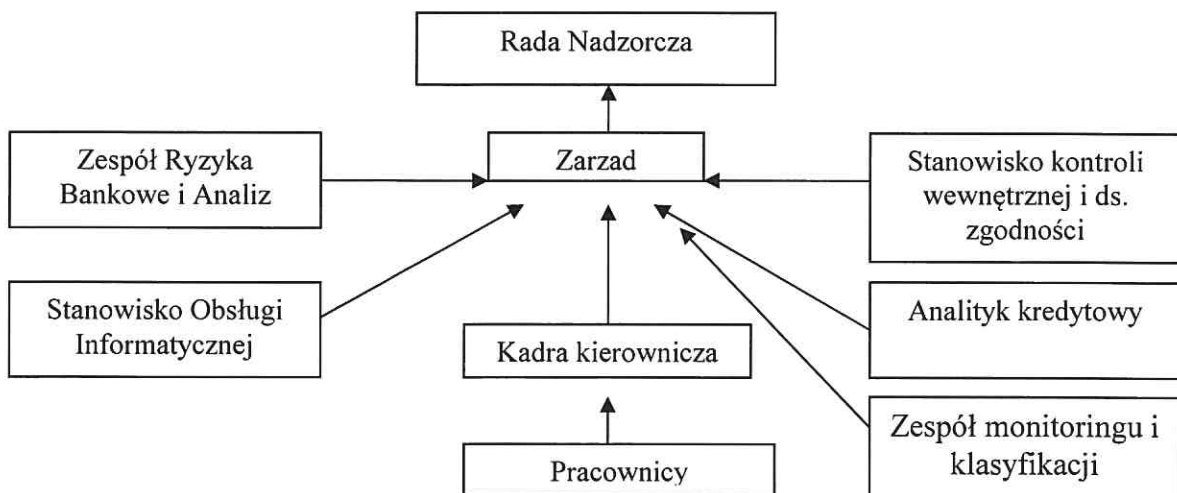 Rada Nadzorcza
Zespół Ryzyka
Bankowe i Analiz
Zarzad
Stanowisko kontroli
wewnętrznej i ds.
zgodności
Stanowisko Obsługi
Informatycznej
Kadra kierownicza
Analityk kredytowy
Pracownicy
Zespół monitoringu i
klasyfikacji